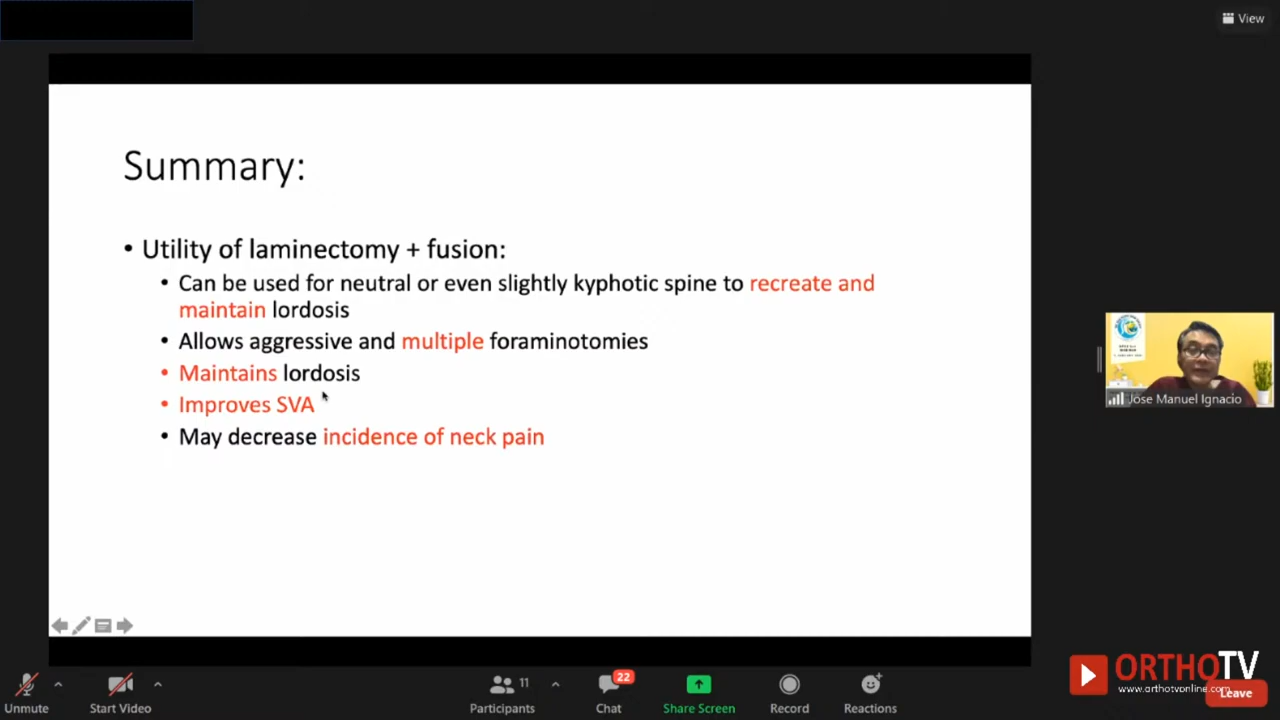 View
Summary:
• Utility of laminectomy + fusion:
• Can be used for neutral or even slightly kyphotic spine to recreate and
maintain lordosis
• Allows aggressive and multiple foraminotomies
• Maintains lordosis
• Improves SVA
• May decrease incidence of neck pain
Jose Manuel Ignacio
Unmute
Start Video
11
Participants
22
Chat
Share Screen
Record
Reactions
ORTHOTV
www.orthotvonline.com
Leave